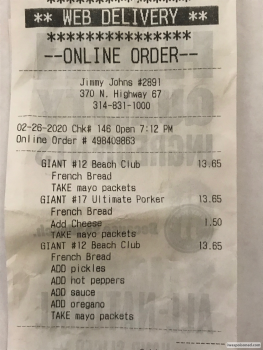 ***************
** WEB DELIVERY **
***************
--ONLINE ORDER--
Jimmy Johns #2891
370 N. Highway 67
314-831-1000
02-26-2020 Chk# 146 Open 7:12 PM
Online Order # 498409863
GIANT #12 Beach Club 13.65
French Bread
TAKE mayo packets
GIANT #17 Ultimate Porker 13.65
French Bread
Add Cheese 1.50
TAKE mayo packets
GIANT #12 Beach Club 13.65
French Bread
ADD pickles
ADD hot peppers
ADD sauce
ADD oregano
TAKE mayo packets